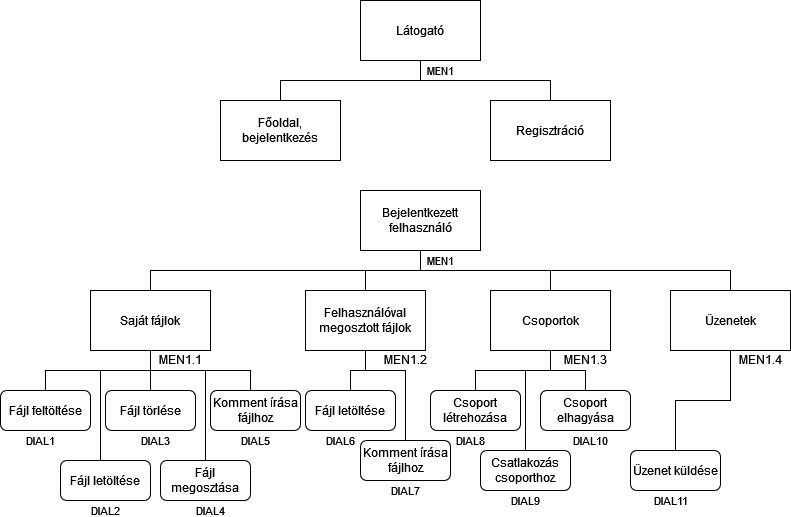 Látogató
MEN1
Főoldal,
bejelentkezés
Regisztráció
Bejelentkezett
felhasználó
MEN1
Saját fájlok
MEN1.1
Felhasználóval
megosztott fájlok
MEN1.2
Csoportok
MEN1.3
Üzenetek
MEN1.4
Fájl feltöltése
DIAL1
Fájl törlése
DIAL3
Komment írása
fájlhoz
DIAL5
Fájl letöltése
DIAL6
Csoport
létrehozása
DIAL8
Csoport
elhagyása
DIAL10
Fájl letöltése
DIAL2
Fájl
megosztása
DIAL4
Komment írása
fájlhoz
DIAL7
Csatlakozás
csoporthoz
DIAL9
Üzenet küldése
DIAL11